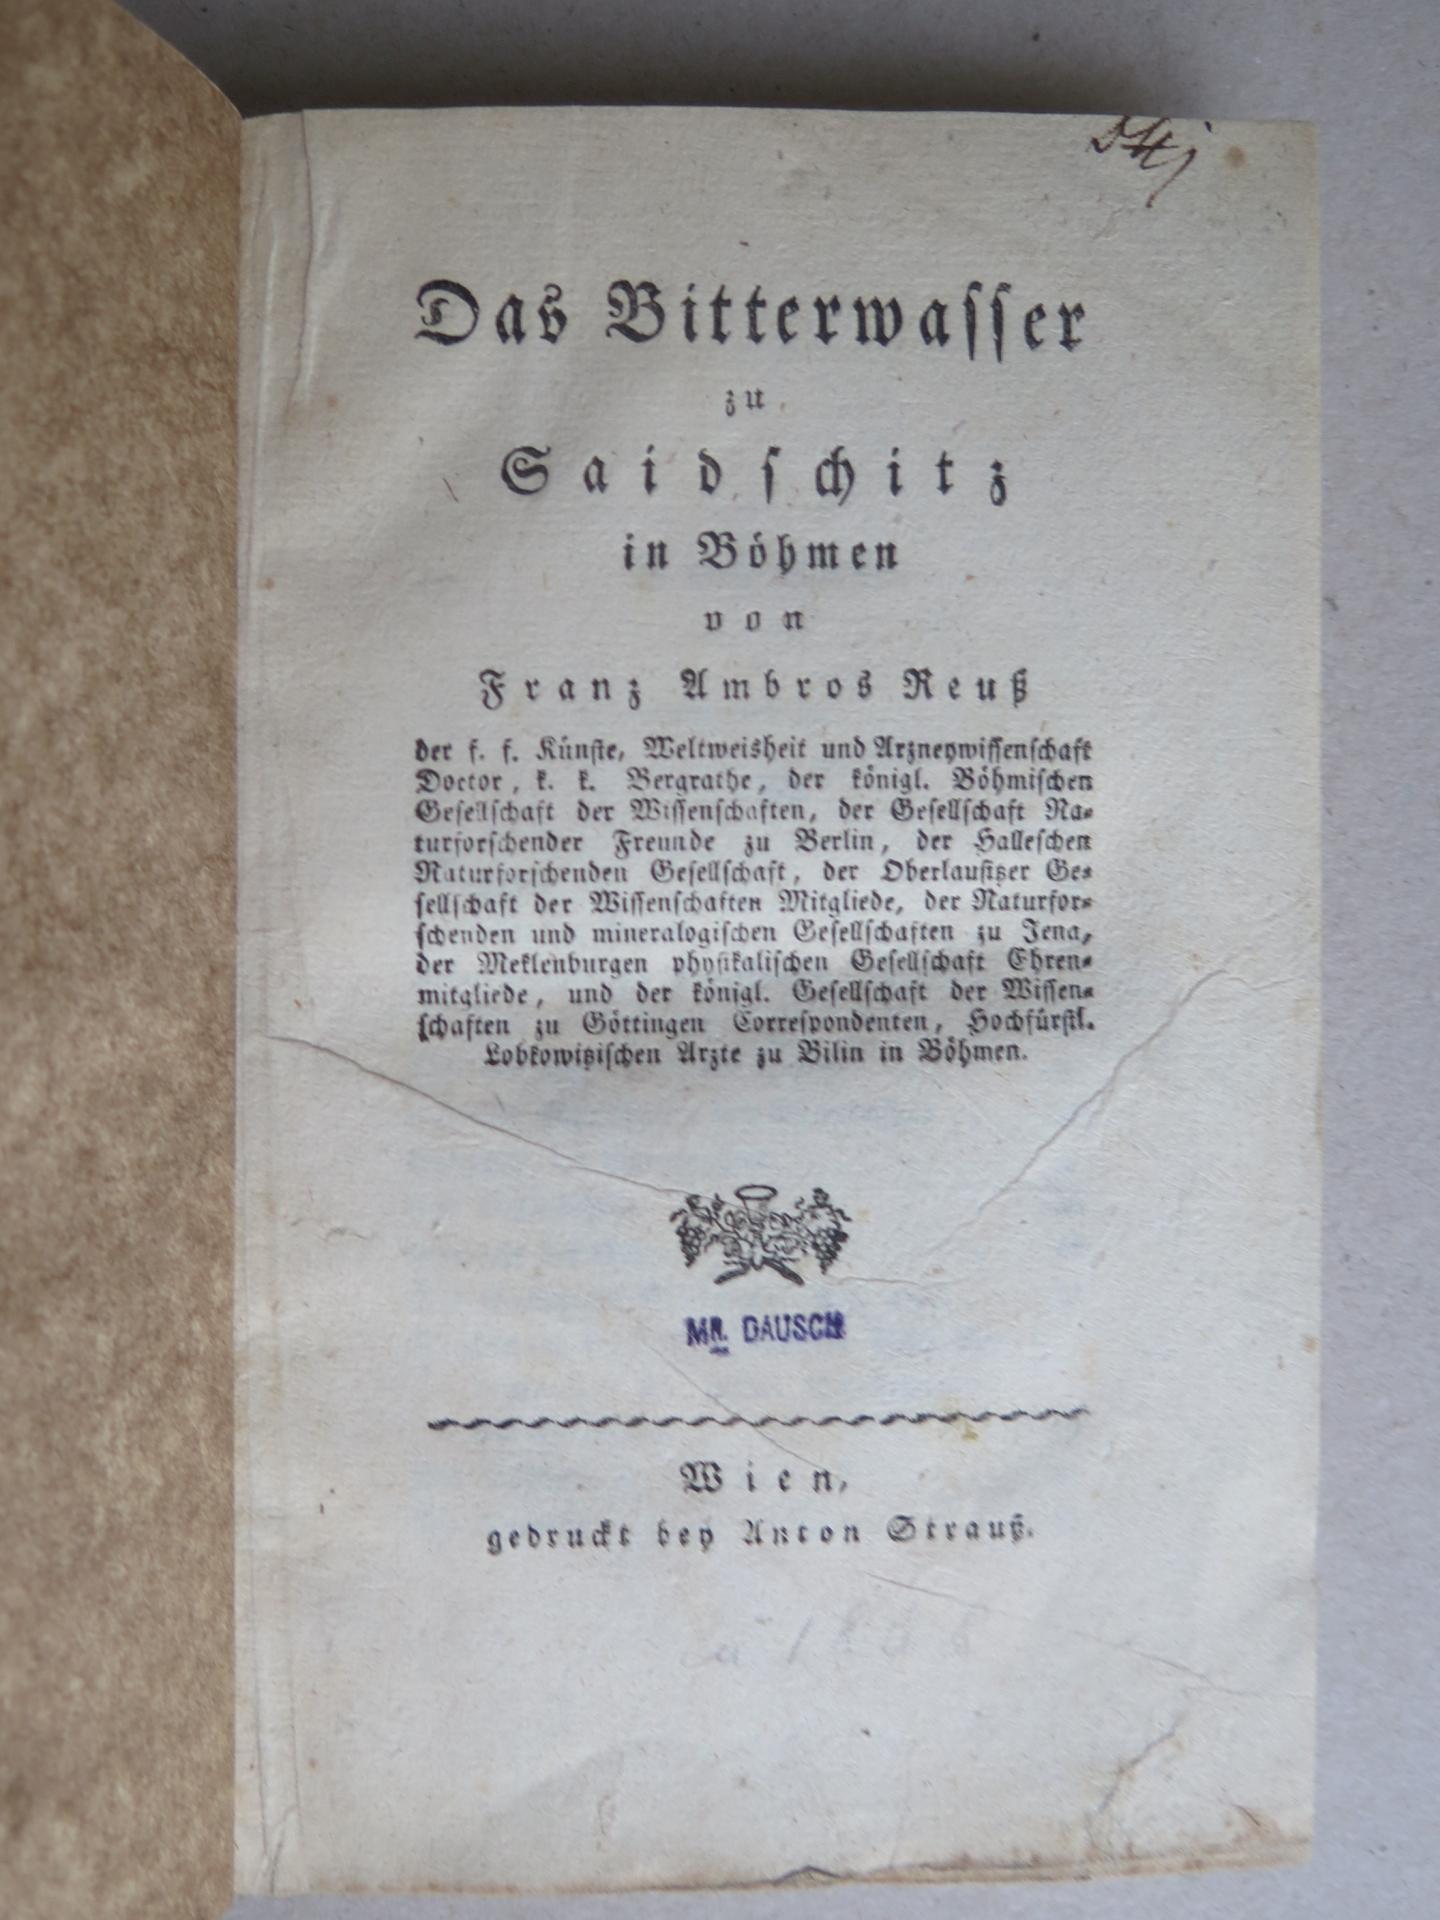 Das Bitterwasser
zu
Saidschitz
in Böhmen
von
Franz Ambros Reuß
der f. f. Künste, Weltweisheit und Arzneywissenschaft
Doctor, k. k. Bergrathe, der königl. Böhmischen
Gesellschaft der Wissenschaften, der Gesellschaft Na-
turforschender Freunde zu Berlin, der Halleschen
Naturforschenden Gesellschaft, der Oberlausitzer Ge-
sellschaft der Wissenschaften Mitgliede, der Naturfor-
schenden und mineralogischen Gesellschaften zu Jena,
der Meklenburgen physikalischen Gesellschaft Ehren-
mitgliede, und der königl. Gesellschaft der Wissen-
schaften zu Göttingen Correspondenten, Hochfürstl.
Lobkowitzischen Arzte zu Bilin in Böhmen.
MR. DAUSCH
Wien,
gedruckt bey Anton Strauß.